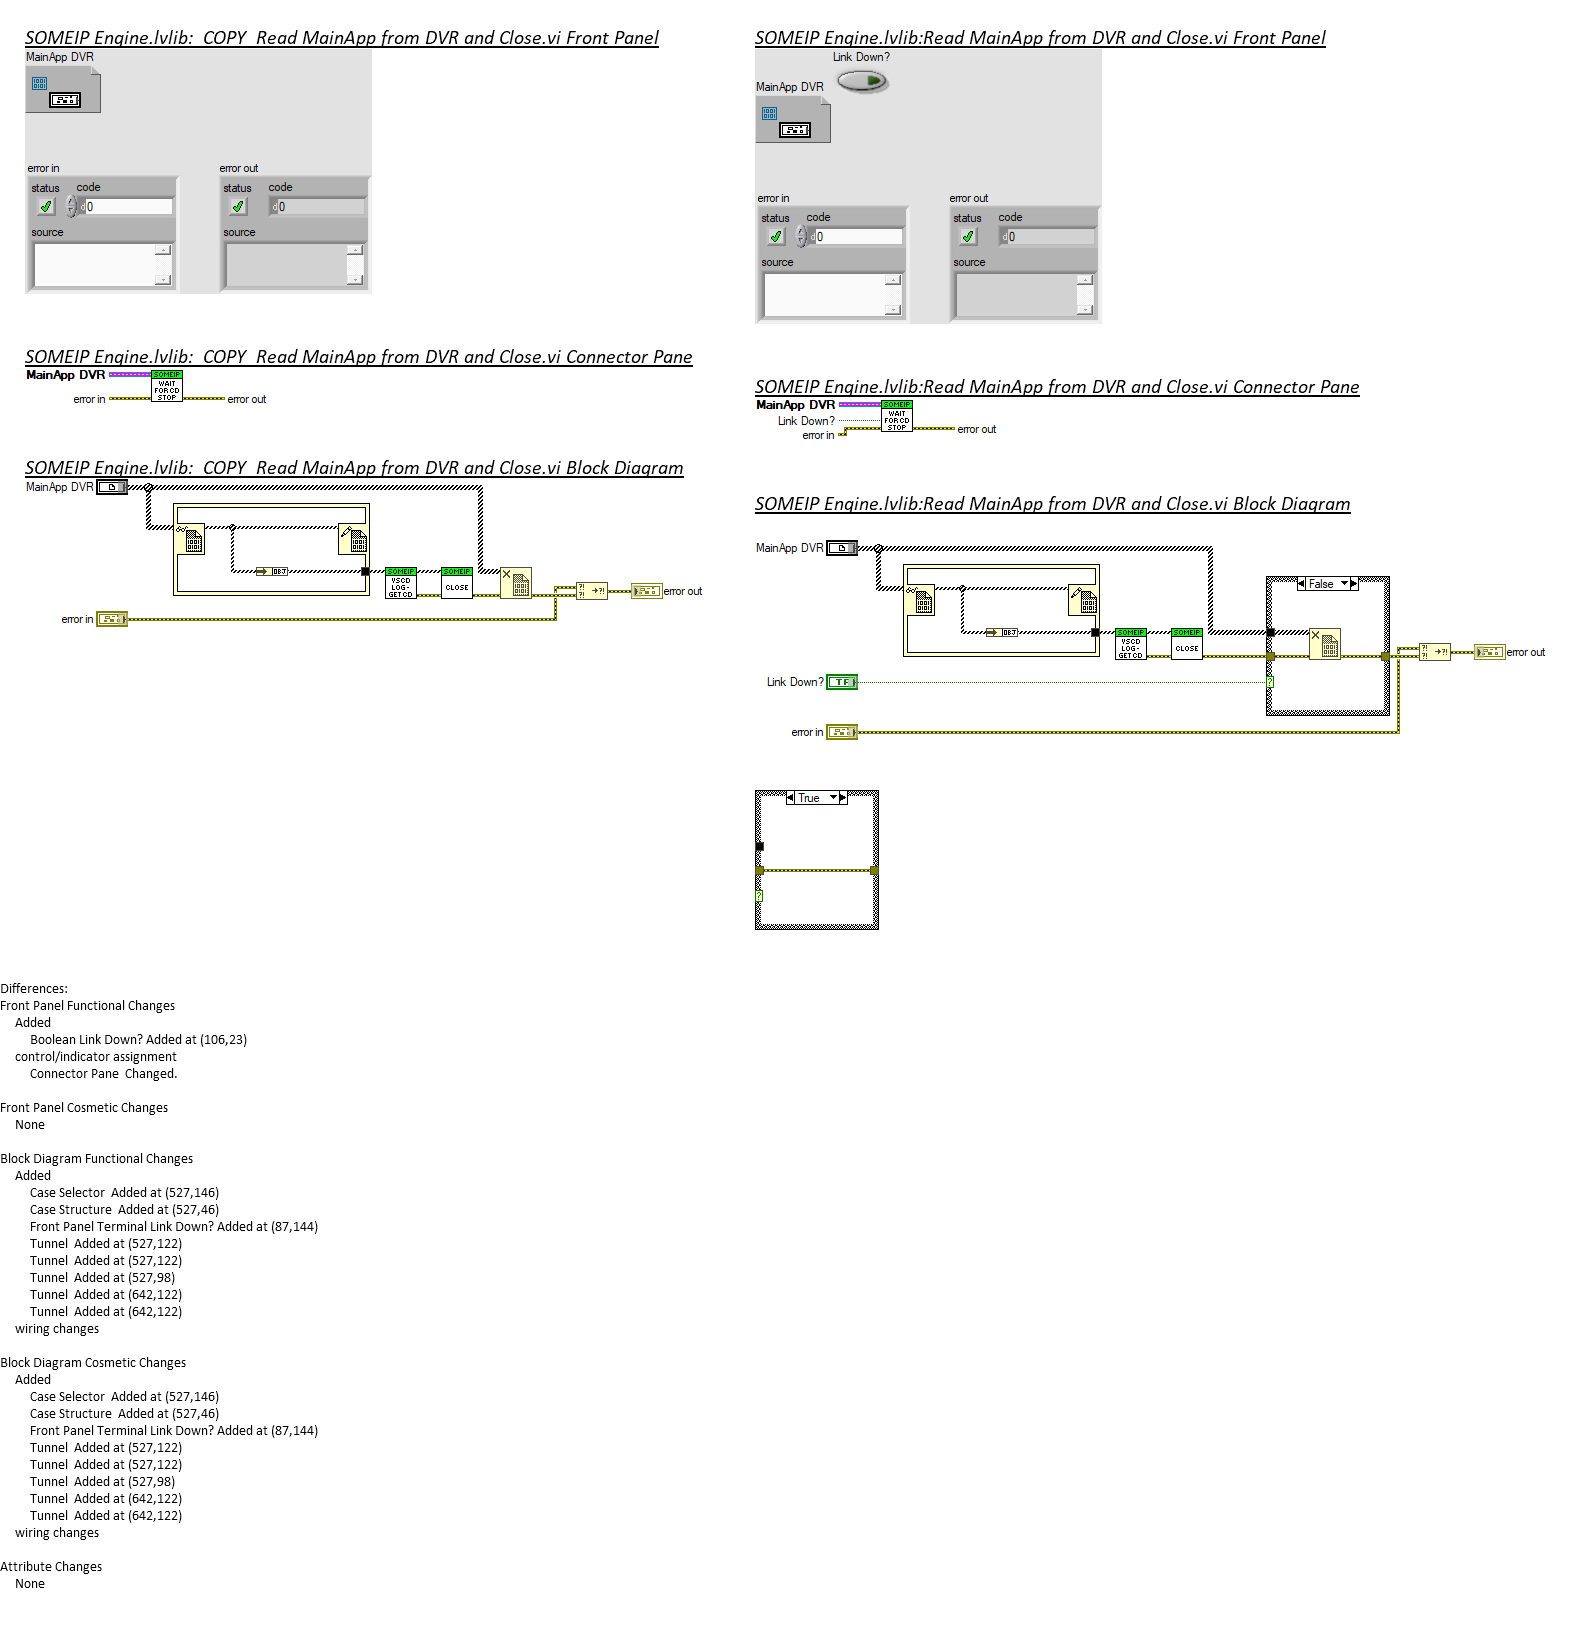 SOMEIP Engine.lvlib:  COPY  Read MainApp from DVR and Close.vi Front Panel
MainApp DVR
error in
error out
status
code
status
code
0
0
source
source
SOMEIP Engine.lvlib:  COPY  Read MainApp from DVR and Close.vi Connector Pane
MainApp DVR
SOMEIP
WAIT
FOR CD
STOP
error in
error out
SOMEIP Engine.lvlib:  COPY  Read MainApp from DVR and Close.vi Block Diagram
MainApp DVR
OBJ
SOMEIP
VSCD
LOG-
GET CD
SOMEIP
CLOSE
error out
error in
SOMEIP Engine.lvlib:Read MainApp from DVR and Close.vi Front Panel
Link Down?
MainApp DVR
error in
error out
status
code
status
code
0
0
source
source
SOMEIP Engine.lvlib:Read MainApp from DVR and Close.vi Connector Pane
MainApp DVR
Link Down?
error in
SOMEIP
WAIT
FOR CD
STOP
error out
SOMEIP Engine.lvlib:Read MainApp from DVR and Close.vi Block Diagram
MainApp DVR
False
OBJ
SOMEIP
VSCD
LOG-
GET CD
SOMEIP
CLOSE
error out
Link Down?
TF
error in
True
Differences:
Front Panel Functional Changes
Added
Boolean Link Down? Added at (106,23)
control/indicator assignment
Connector Pane  Changed.
Front Panel Cosmetic Changes
None
Block Diagram Functional Changes
Added
Case Selector  Added at (527,146)
Case Structure  Added at (527,46)
Front Panel Terminal Link Down? Added at (87,144)
Tunnel  Added at (527,122)
Tunnel  Added at (527,122)
Tunnel  Added at (527,98)
Tunnel  Added at (642,122)
Tunnel  Added at (642,122)
wiring changes
Block Diagram Cosmetic Changes
Added
Case Selector  Added at (527,146)
Case Structure  Added at (527,46)
Front Panel Terminal Link Down? Added at (87,144)
Tunnel  Added at (527,122)
Tunnel  Added at (527,122)
Tunnel  Added at (527,98)
Tunnel  Added at (642,122)
Tunnel  Added at (642,122)
wiring changes
Attribute Changes
None